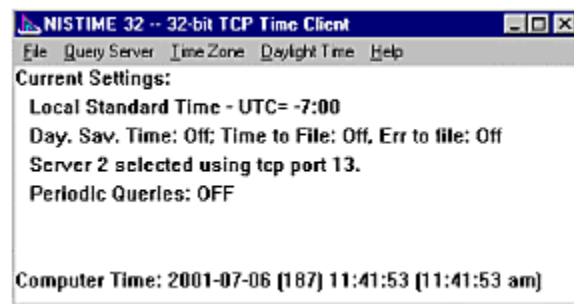 NISTIME 32 -- 32-bit TCP Time Client
File Query Server Time Zone Daylight Time Help
Current Settings:
Local Standard Time - UTC= -7:00
Day. Sav. Time: Off; Time to File: Off, Err to file: Off
Server 2 selected using tcp port 13.
Periodic Queries: OFF
Computer Time: 2001-07-06 (187) 11:41:53 (11:41:53 am)